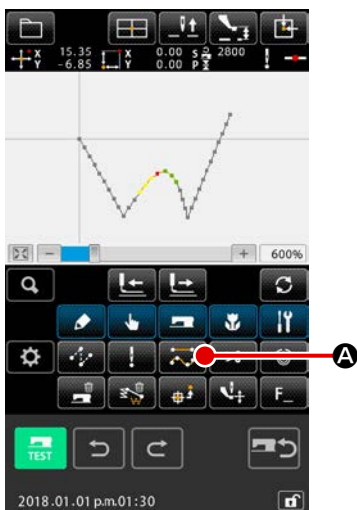 X 15.35 X 0.00 S 2800
Y -6.85 Y 0.00 P
600%
A
F_
TEST
2018.01.01 p.m.01:30